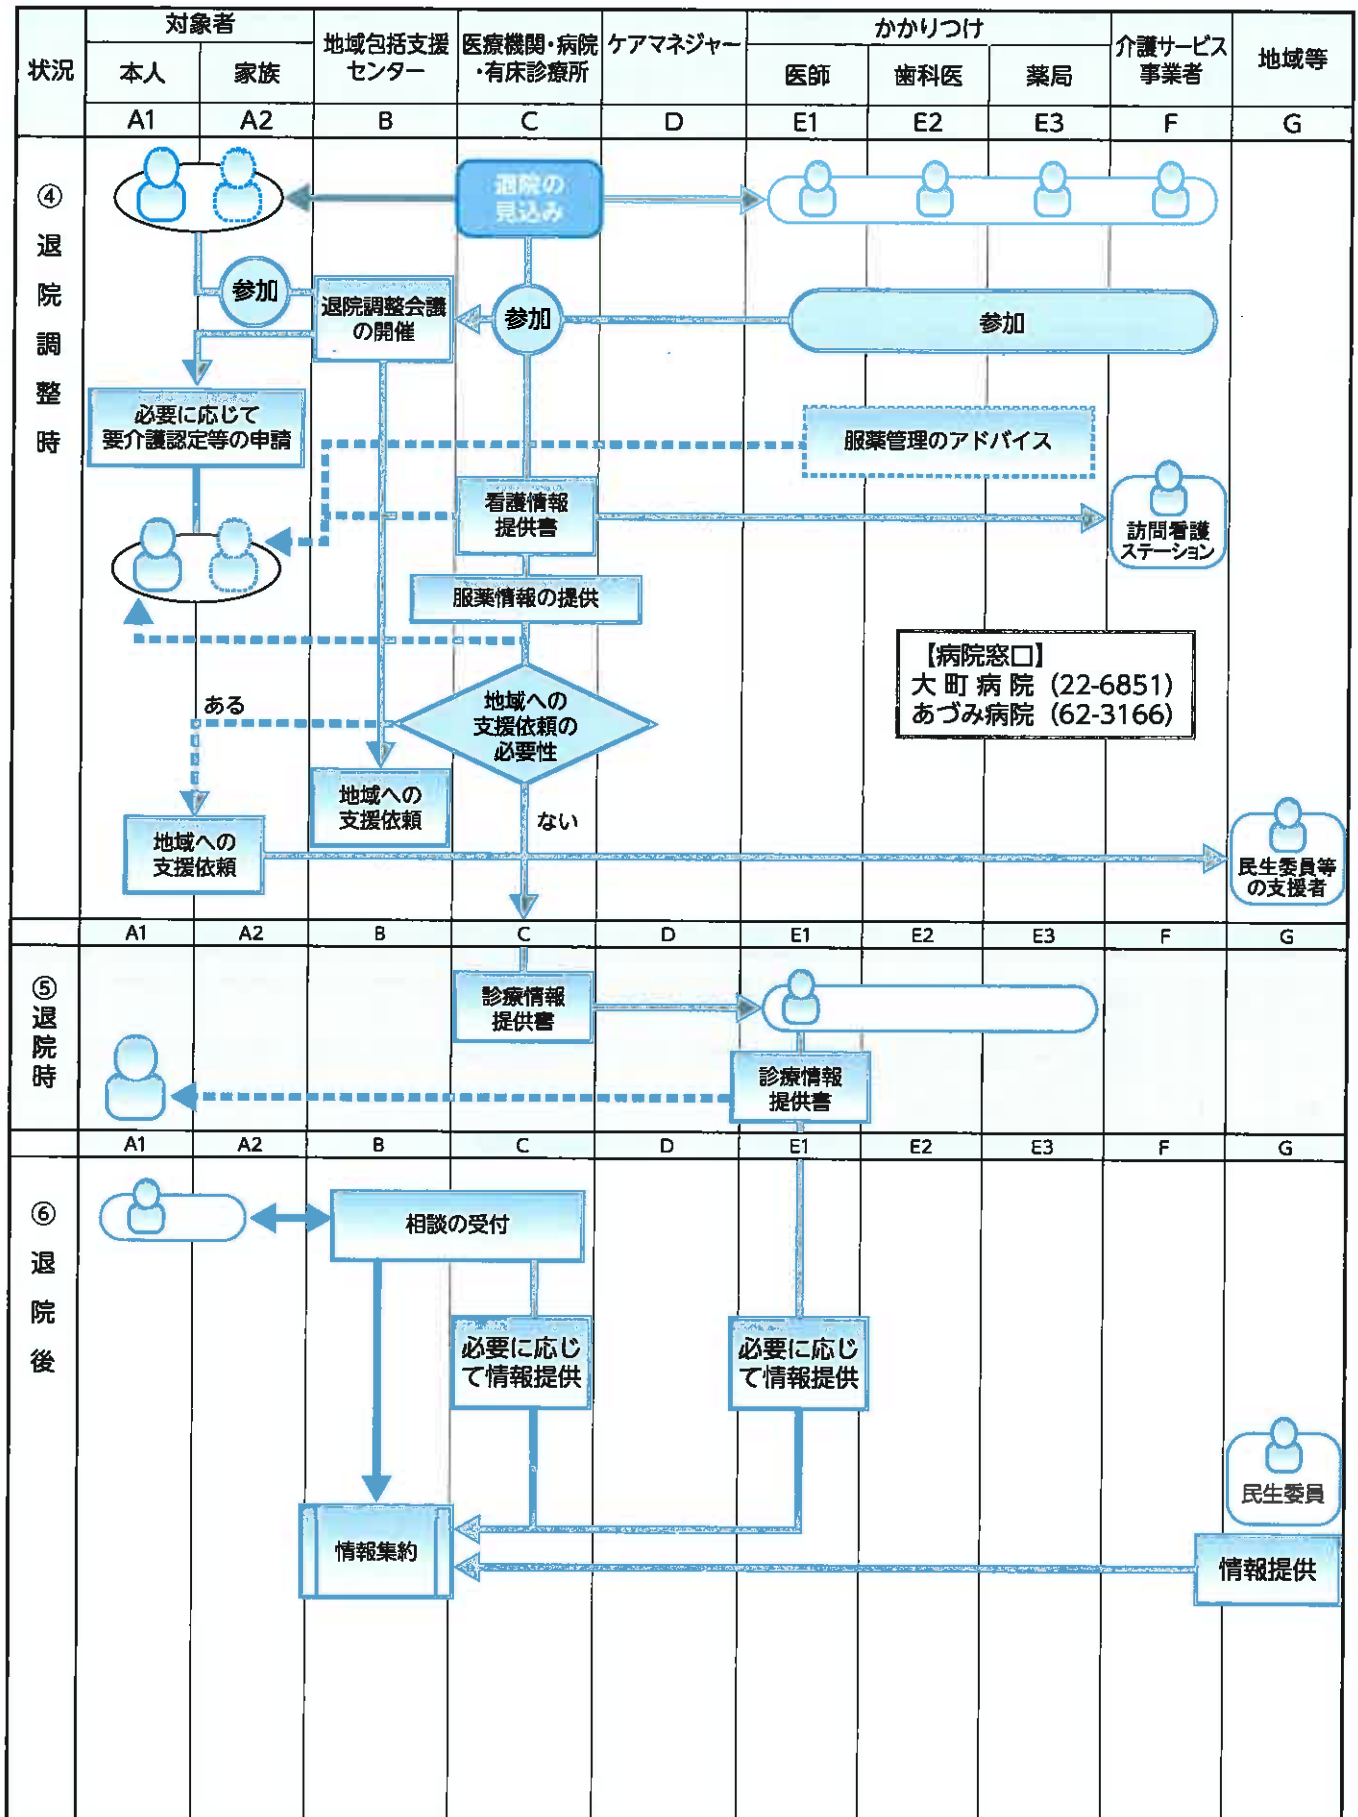 状況
対象者
本人
家族
地域包括支援
センター
医療機関・病院
・有床診療所
ケアマネジャー
かかりつけ
医師
歯科医
薬局
介護サービス
事業者
地域等
A1
A2
B
C
D
E1
E2
E3
F
G
④
退
院
調
整
時
退院の
見込み
参加
退院調整会議
の開催
参加
参加
必要に応じて
要介護認定等の申請
服薬管理のアドバイス
看護情報
提供書
訪問看護
ステーション
服薬情報の提供
【病院窓口】
大町病院（22-6851）
あづみ病院（62-3166）
ある
地域への
支援依頼の
必要性
地域への
支援依頼
ない
地域への
支援依頼
民生委員等
の支援者
A1
A2
B
C
D
E1
E2
E3
F
G
⑤
退
院
時
診療情報
提供書
診療情報
提供書
A1
A2
B
C
D
E1
E2
E3
F
G
⑥
退
院
後
相談の受付
必要に応じ
て情報提供
必要に応じ
て情報提供
民生委員
情報集約
情報提供